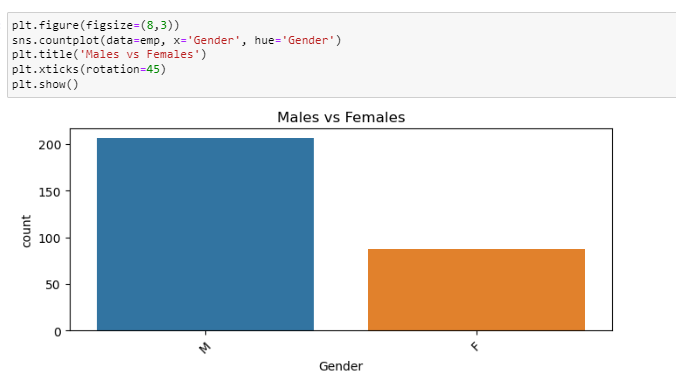 plt.figure(figsize=(8,3))
sns.countplot(data=emp, x='Gender', hue='Gender')
plt.title('Males vs Females')
plt.xticks(rotation=45)
plt.show()
Males vs Females
200
150
100
50
0
count
M
F
Gender